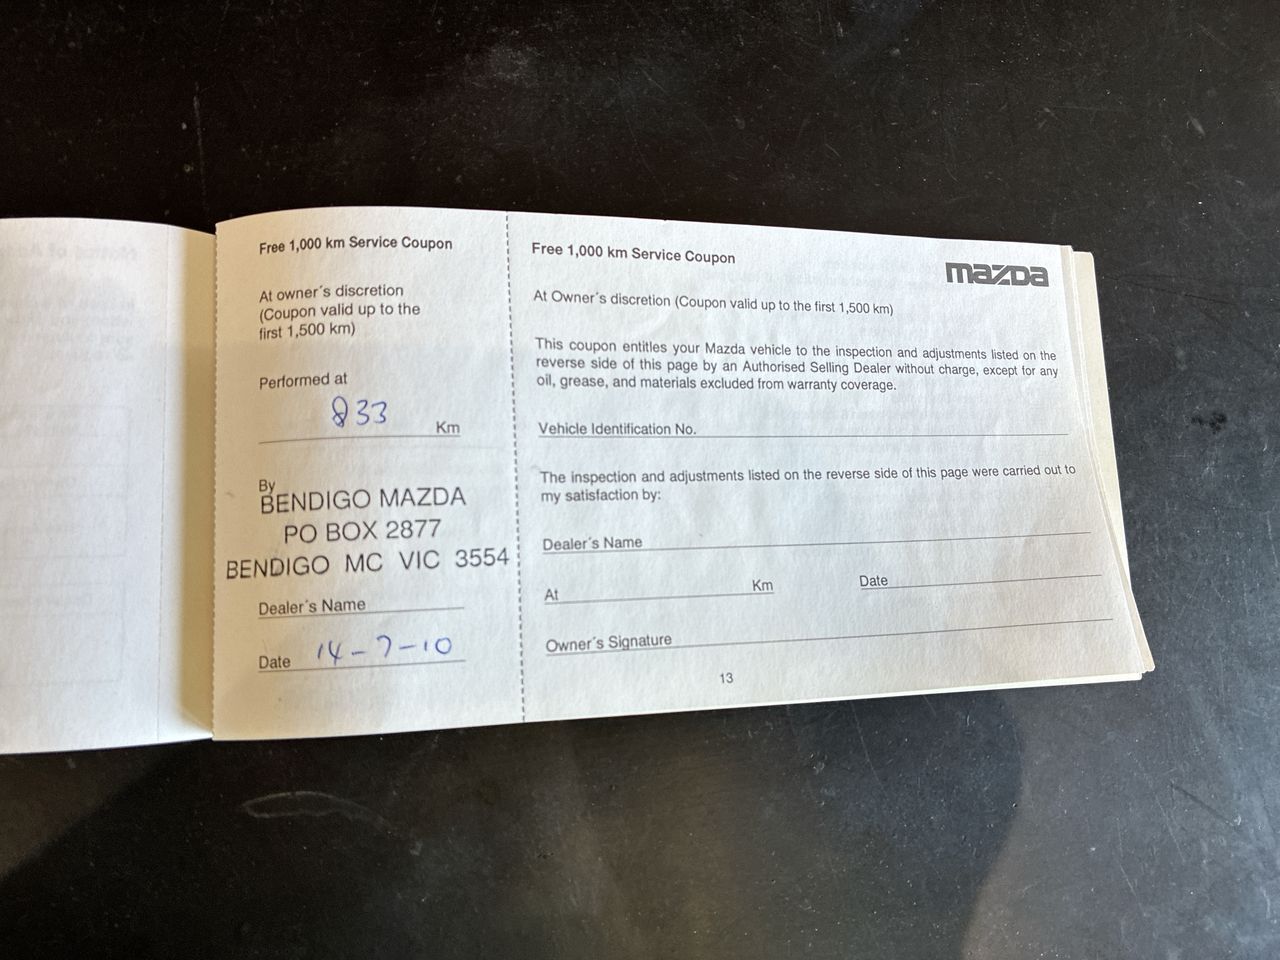 Free 1,000 km Service Coupon
At owner´s discretion
(Coupon valid up to the
first 1,500 km)
Performed at
833
Km
By
BENDIGO MAZDA
PO BOX 2877
BENDIGO MC VIC 3554
Dealer´s Name
Date 14-7-10
Free 1,000 km Service Coupon
mazda
At Owner´s discretion (Coupon valid up to the first 1,500 km)
This coupon entitles your Mazda vehicle to the inspection and adjustments listed on the
reverse side of this page by an Authorised Selling Dealer without charge, except for any
oil, grease, and materials excluded from warranty coverage.
Vehicle Identification No.
The inspection and adjustments listed on the reverse side of this page were carried out to
my satisfaction by:
Dealer´s Name
At Km Date
Owner´s Signature
13